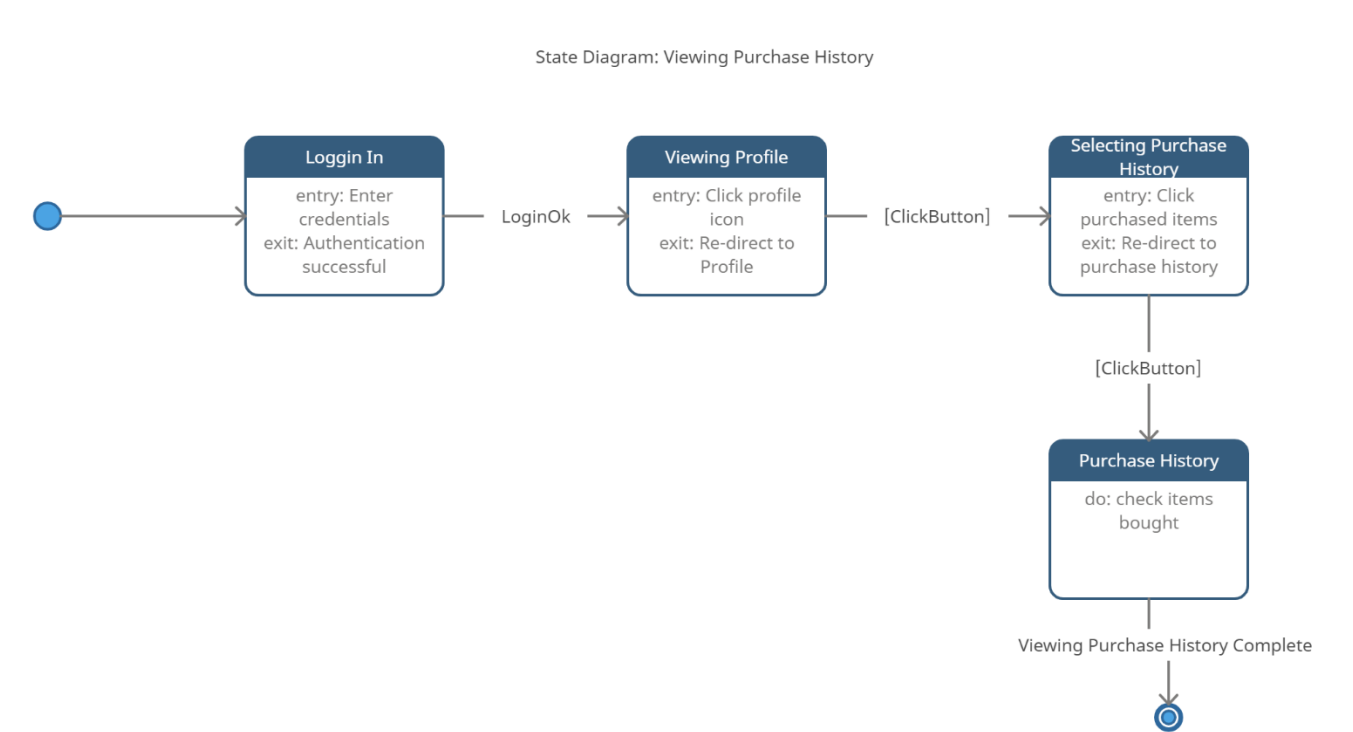 State Diagram: Viewing Purchase History
Loggin In
entry: Enter
credentials
exit: Authentication
successful
LoginOk
Viewing Profile
entry: Click profile
icon
exit: Re-direct to
Profile
[ClickButton]
Selecting Purchase
History
entry: Click
purchased items
exit: Re-direct to
purchase history
[ClickButton]
Purchase History
do: check items
bought
Viewing Purchase History Complete